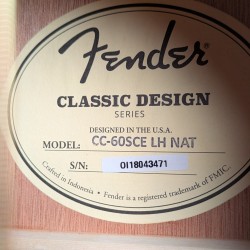 Fender
CLASSIC DESIGN
SERIES
DESIGNED IN THE U.S.A.
MODEL: CC-60SCE LH NAT
S/N: OI18043471
Crafted in Indonesia • Fender is a registered trademark of FMIC.